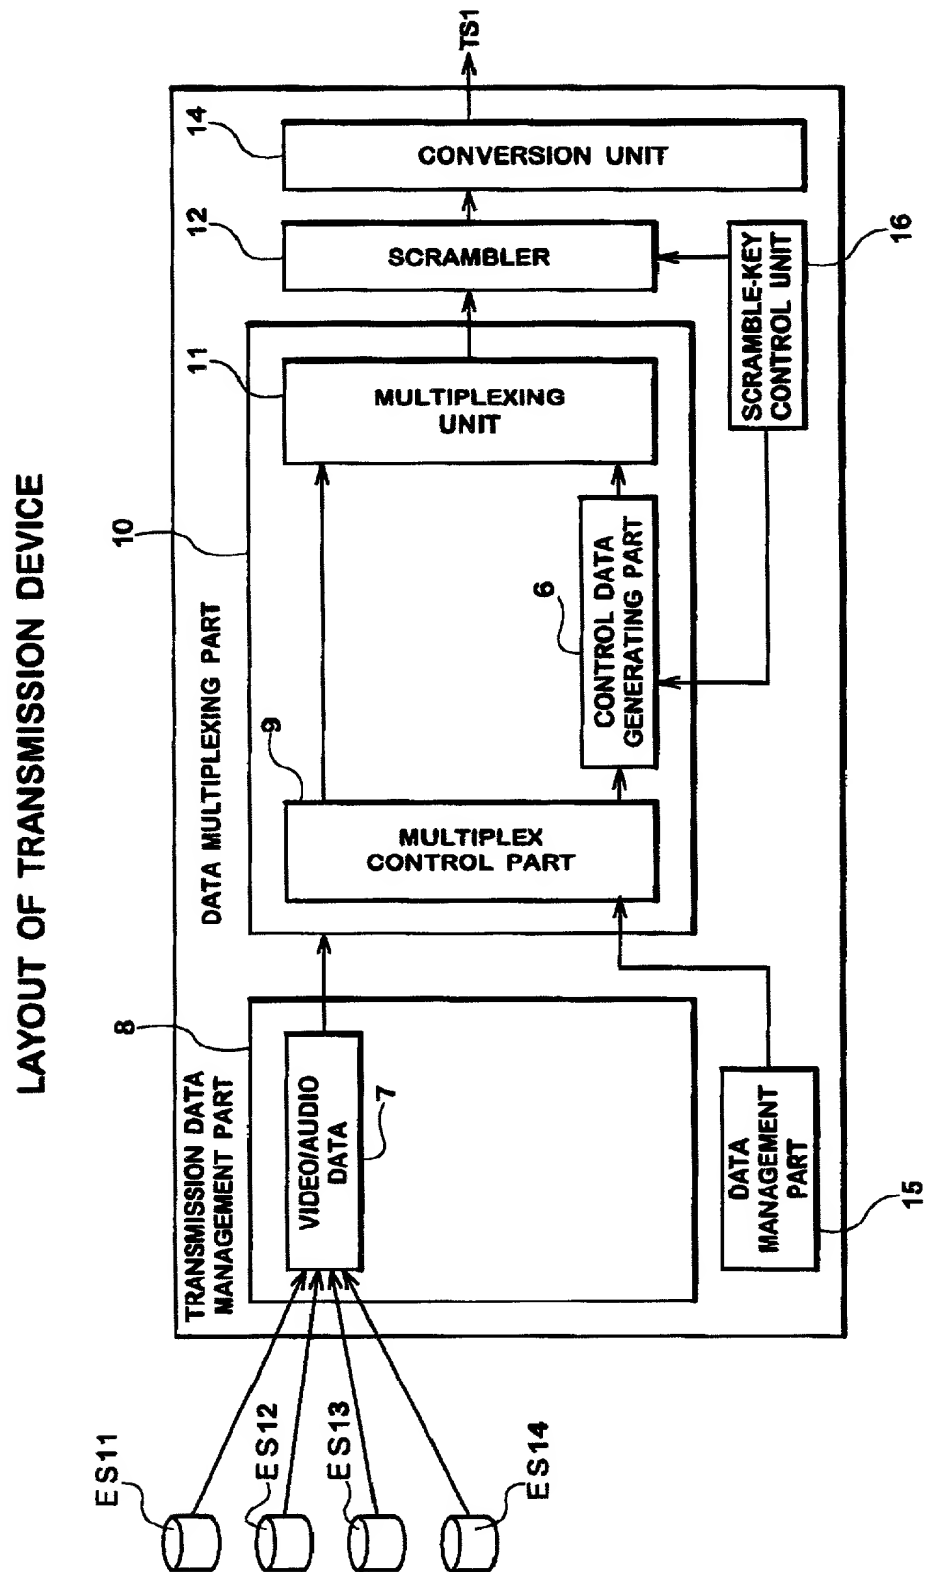 LAYOUT OF TRANSMISSION DEVICE
TRANSMISSION DATA
MANAGEMENT PART
8
DATA MULTIPLEXING PART
10
ES11
ES12
ES13
ES14
VIDEO/AUDIO
DATA
7
9
MULTIPLEX
CONTROL PART
6
CONTROL DATA
GENERATING PART
11
MULTIPLEXING
UNIT
12
SCRAMBLER
14
CONVERSION UNIT
TS1
DATA
MANAGEMENT
PART
15
SCRAMBLE-KEY
CONTROL UNIT
16